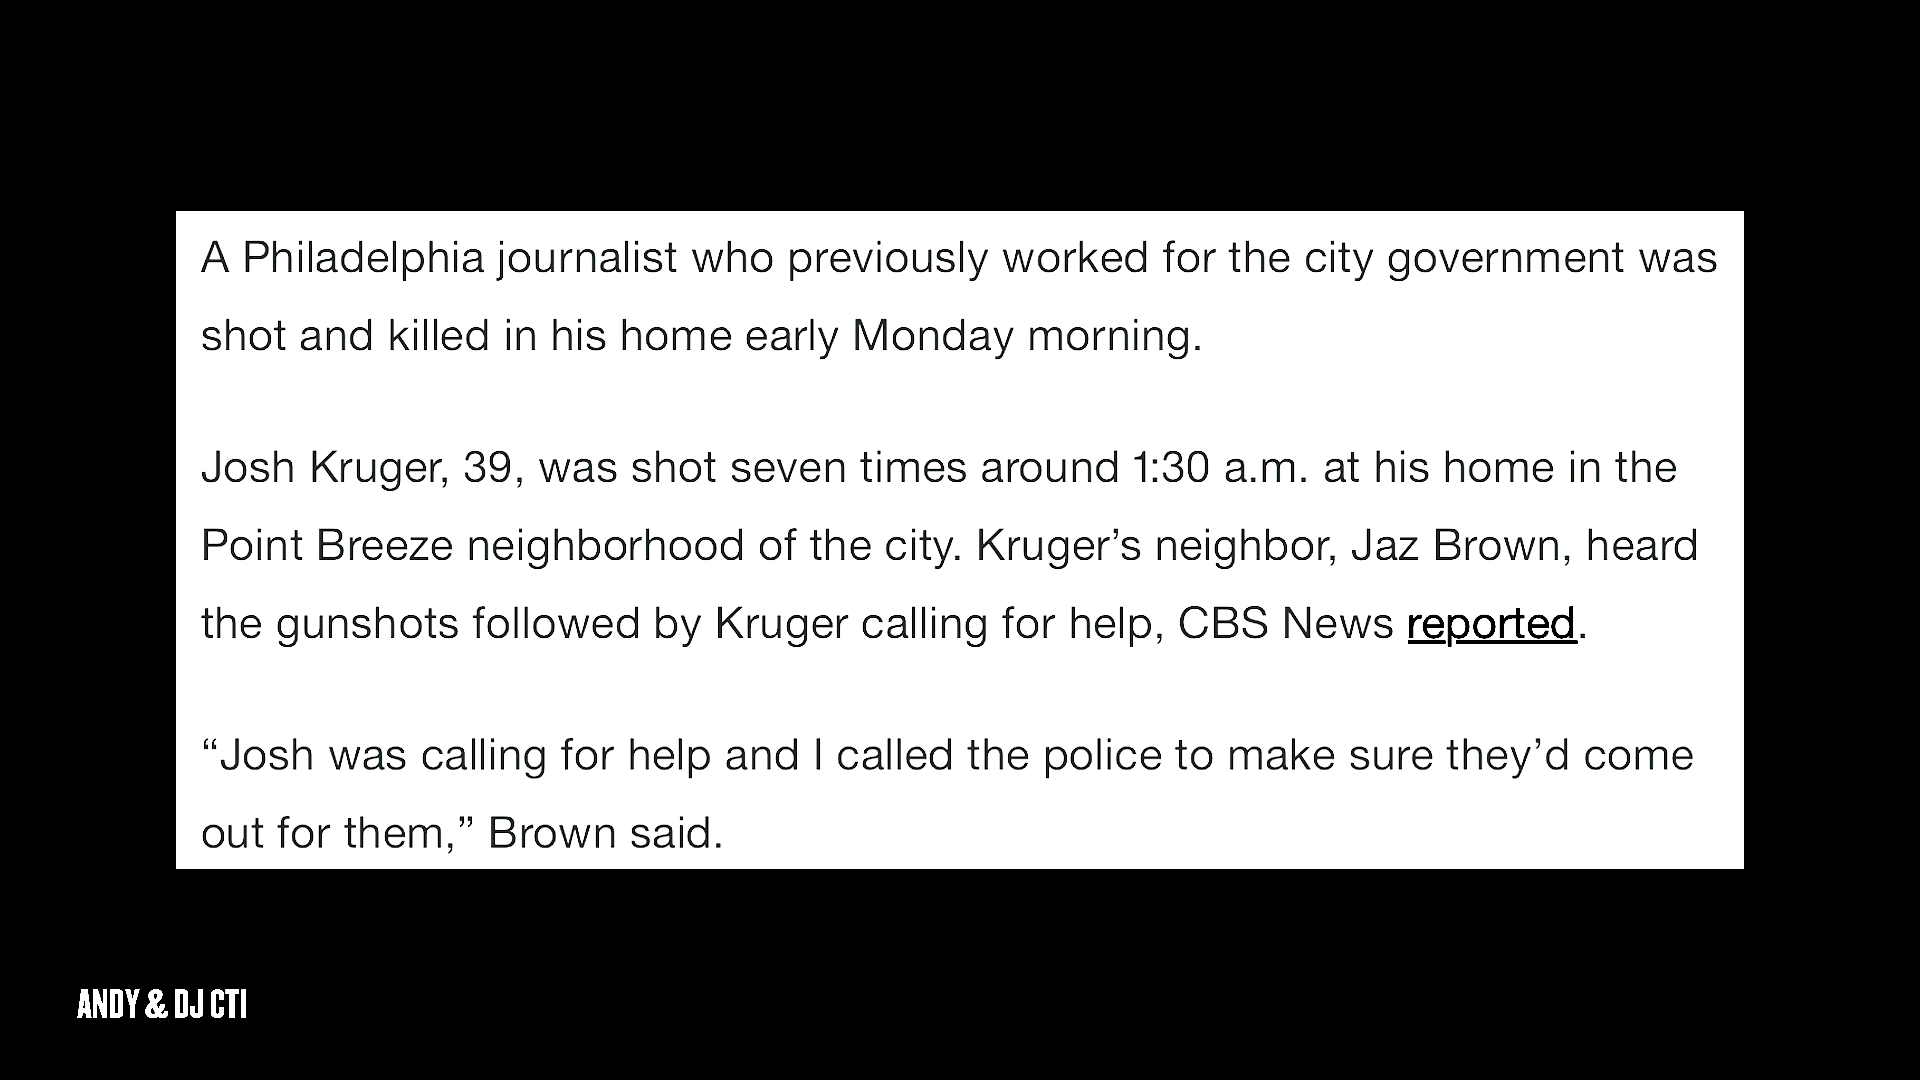 A Philadelphia journalist who previously worked for the city government was
shot and killed in his home early Monday morning.
Josh Kruger, 39, was shot seven times around 1:30 a.m. at his home in the
Point Breeze neighborhood of the city. Kruger’s neighbor, Jaz Brown, heard
the gunshots followed by Kruger calling for help, CBS News reported.
“Josh was calling for help and I called the police to make sure they’d come
out for them,” Brown said.
ANDY & DJ CTI